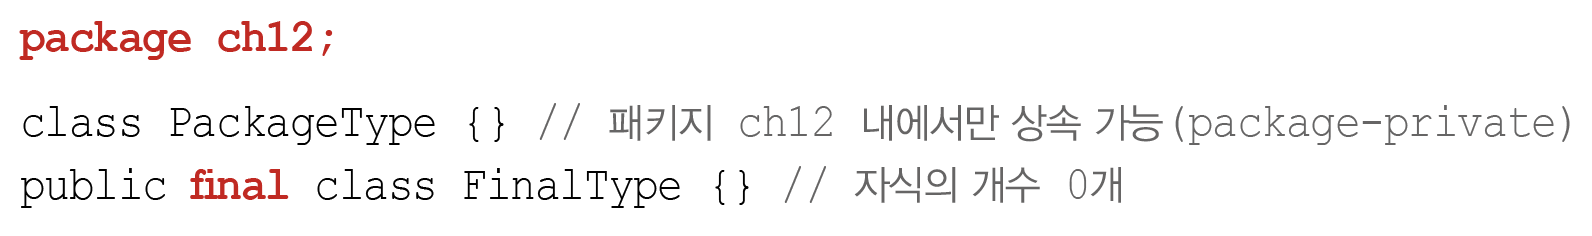 package ch12;
class PackageType {} // 패키지 ch12 내에서만 상속 가능(package-private)
public final class FinalType {} // 자식의 개수 0개